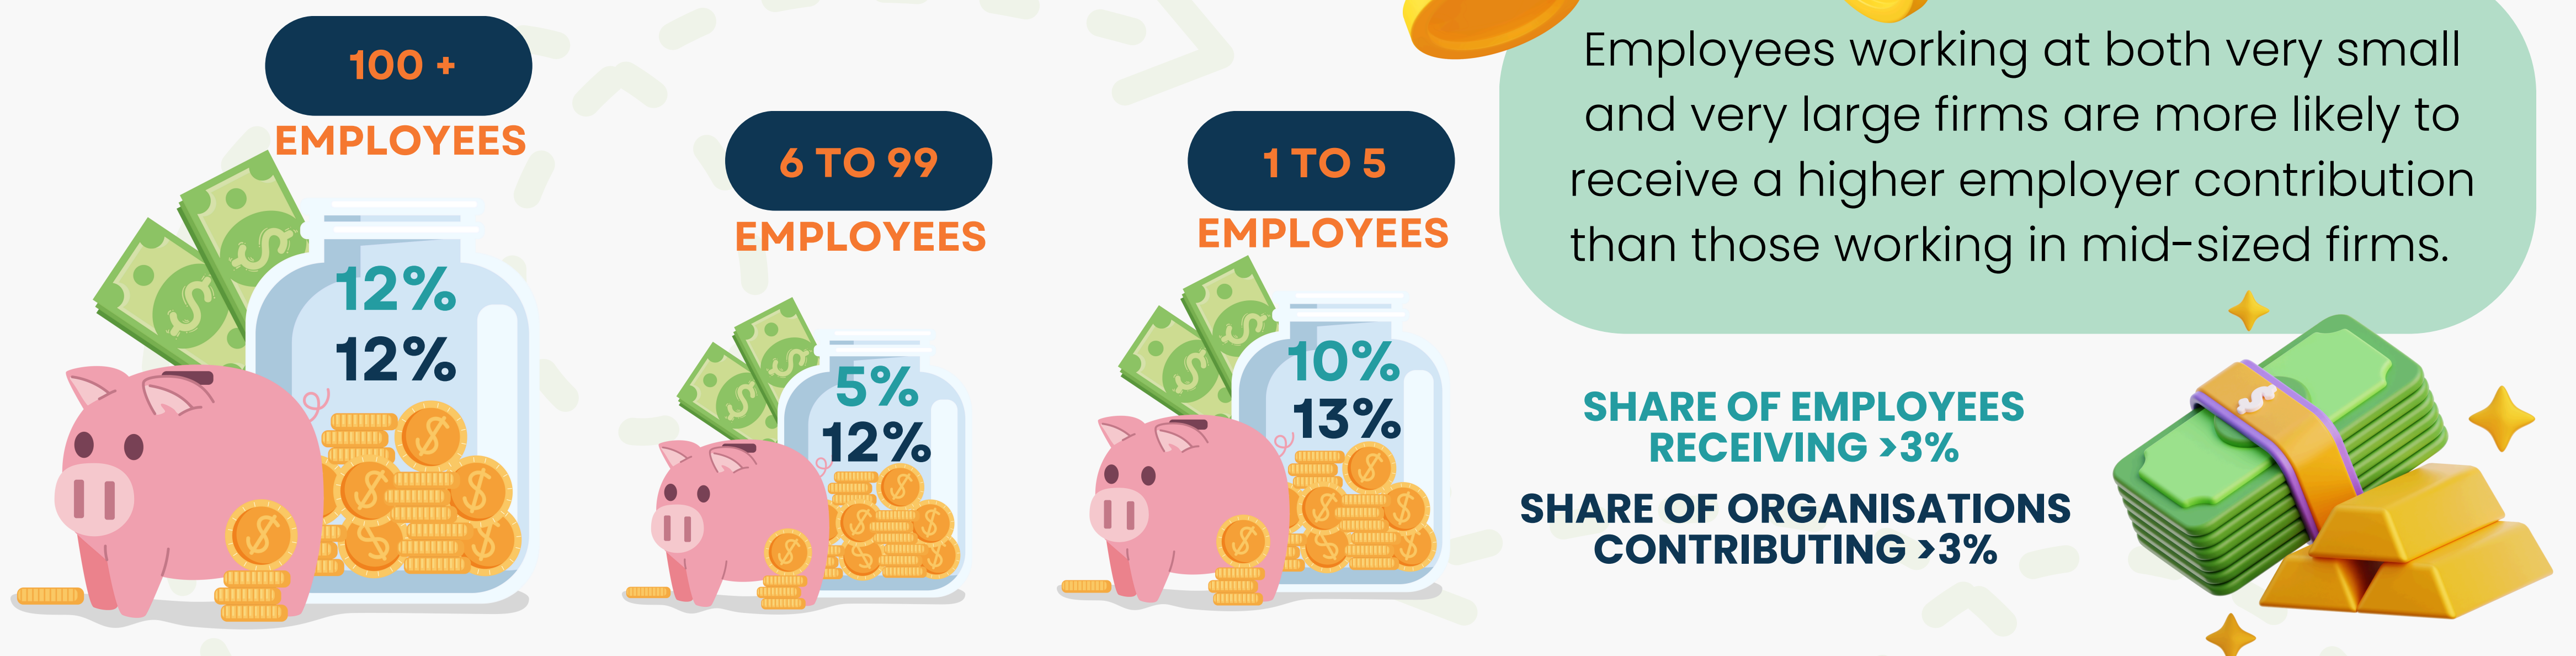 100 +
EMPLOYEES
12%
12%
6 TO 99
EMPLOYEES
5%
12%
1 TO 5
EMPLOYEES
10%
13%
Employees working at both very small
and very large firms are more likely to
receive a higher employer contribution
than those working in mid-sized firms.
SHARE OF EMPLOYEES
RECEIVING >3%
SHARE OF ORGANISATIONS
CONTRIBUTING >3%